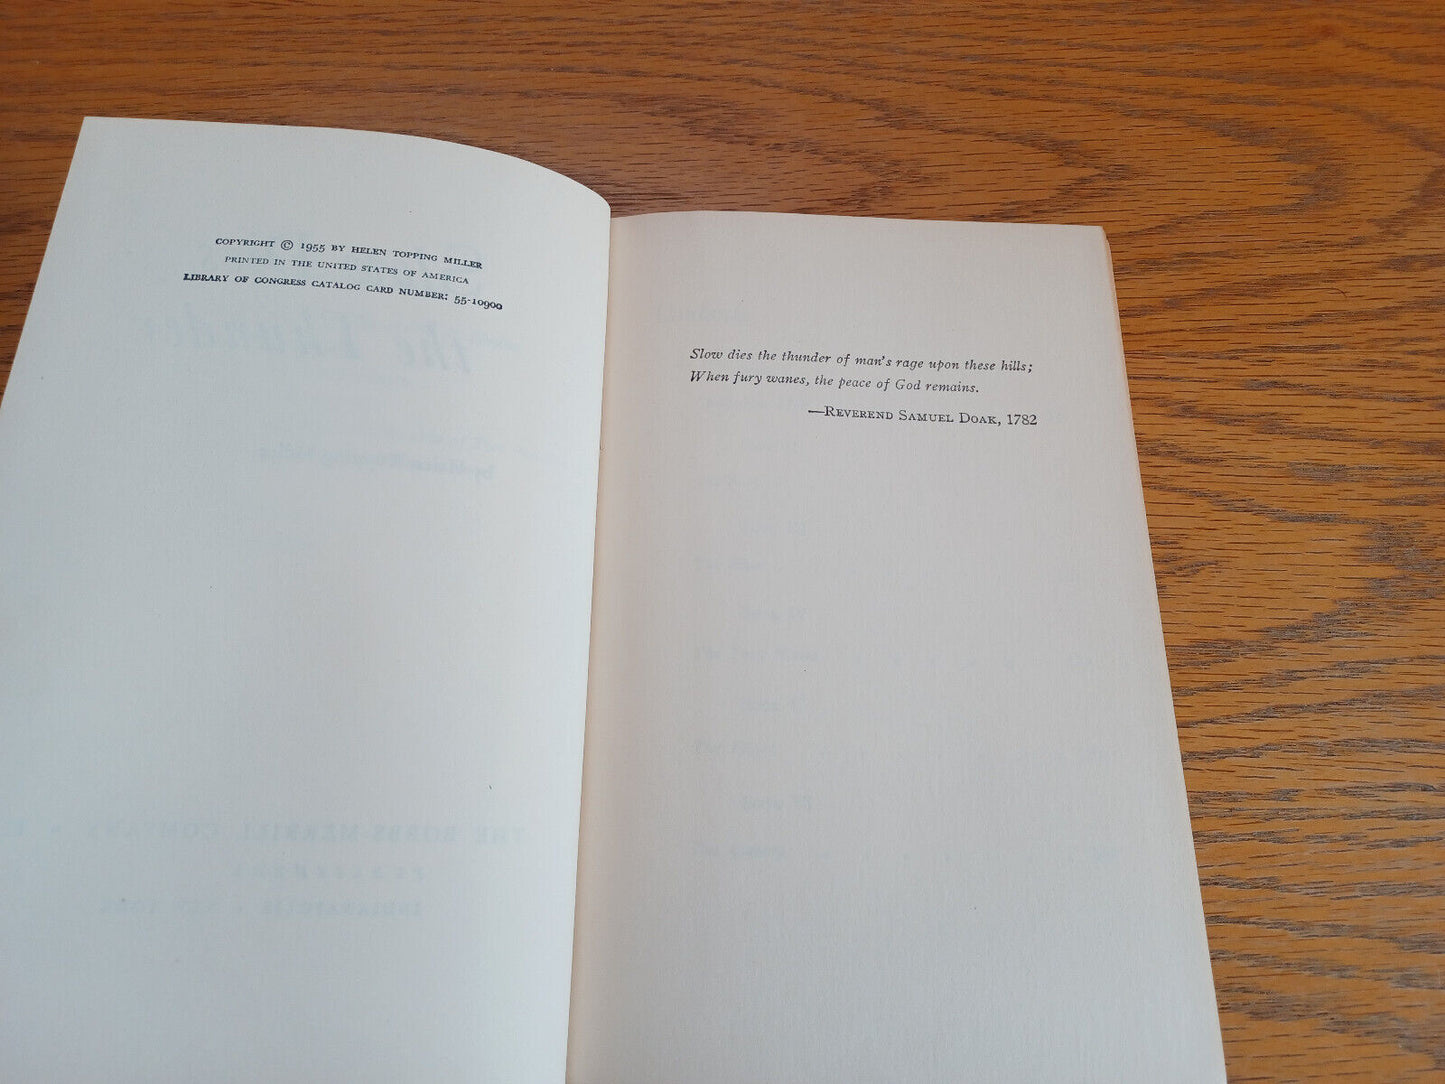 COPYRIGHT © 1955 BY HELEN TOPPING MILLER
PRINTED IN THE UNITED STATES OF AMERICA
LIBRARY OF CONGRESS CATALOG CARD NUMBER: 55-10900
Slow dies the thunder of man's rage upon these hills;
When fury wanes, the peace of God remains.
—REVEREND SAMUEL DOAK, 1782